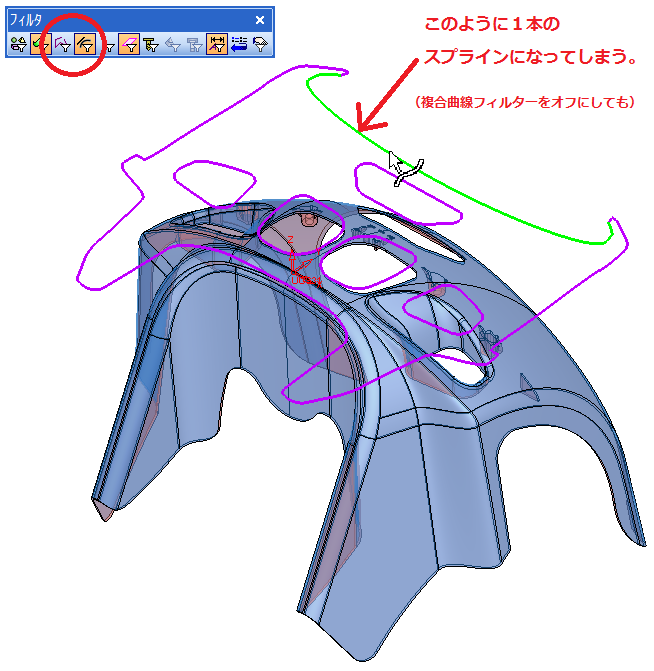 フィルタ
このように１本の
スプラインになってしまう。
（複合曲線フィルターをオフにしても）
Z